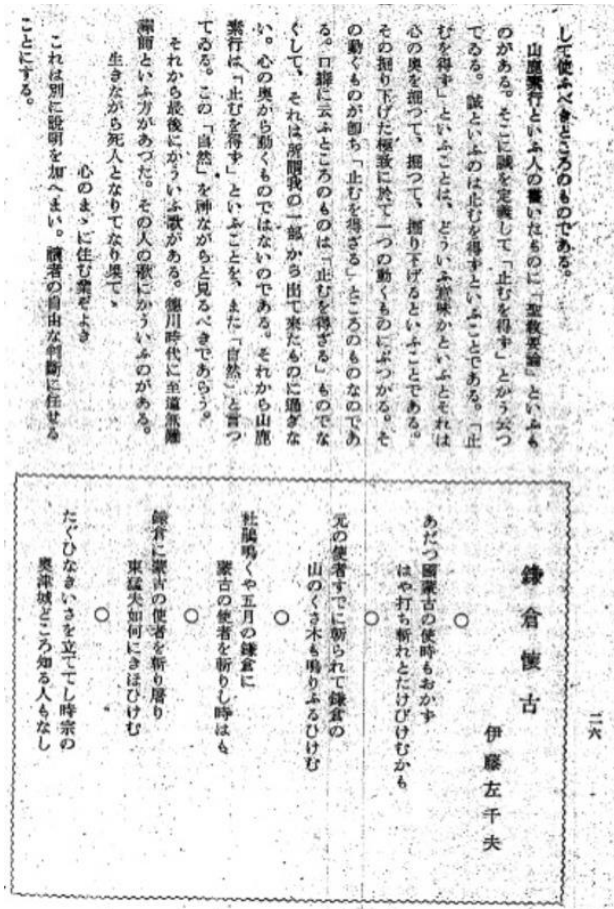 して使ふべきところのものである。
山鹿素行といふ人の書いたものに「聖教要論」といふも
のがある。そこに誠を定義して「止むを得ず」とかう云つ
てゐる。誠といふのは止むを得ずといふことである。「止
むを得ず」といふことは、どういふ意味かといふとそれは
心の奥を掘つて、掘つて、掘り下げるといふことである。
その掘り下げた極致に於て一つの動くものにぶつかる。そ
の動くものが即ち「止むを得ざる」ところのものなのであ
る。口癖に云ふところのものは「止むを得ざる」ものでな
くして、それは所謂我の一部から出て来たものに過ぎな
い。心の奥から動くものではないのである。それから山鹿
素行は「止むを得ず」といふことを、また「自然」と言つ
てゐる。この「自然」を神ながらと見るべきであらう。
それから最後にかういふ歌がある。徳川時代に至道無難
禅師といふ方があつた。その人の歌にかういふのがある。
生きながら死人となりてなり果てゝ
心のまゝに住む業ぞよき
これは別に説明を加へまい。読者の自由な判断に任せる
ことにする。
二六
鎌倉懐古
伊藤左千夫
○
あだつ國蒙古の使時もおかず
はや打ち斬れとたけびけむかも
○
元の使者すでに斬られて鎌倉の
山のくさ木も鳴りふるひけむ
○
杜鵑鳴くや五月の鎌倉に
蒙古の使者を斬りし時はも
○
鎌倉に蒙古の使者を斬り屠り
東猛夫如何にきほひけむ
○
たぐひなきいさを立ててし時宗の
奥津城どころ知る人もなし